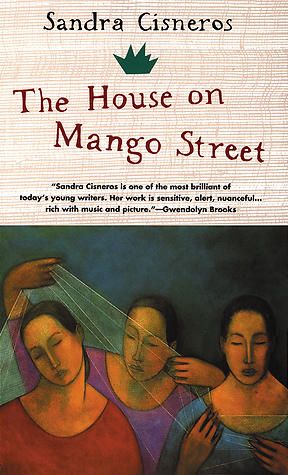 Sandra Cisneros
The House on
Mango Street
"Sandra Cisneros is one of the most brilliant of
today's young writers. Her work is sensitive, alert, nuanceful...
rich with music and picture."—Gwendolyn Brooks